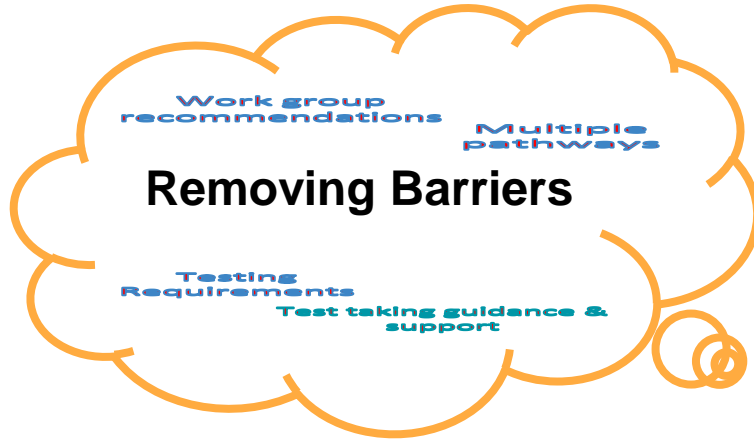 Work group
recommendations
Multiple
pathways
Removing Barriers
Testing
Requirements
Test taking guidance &
support